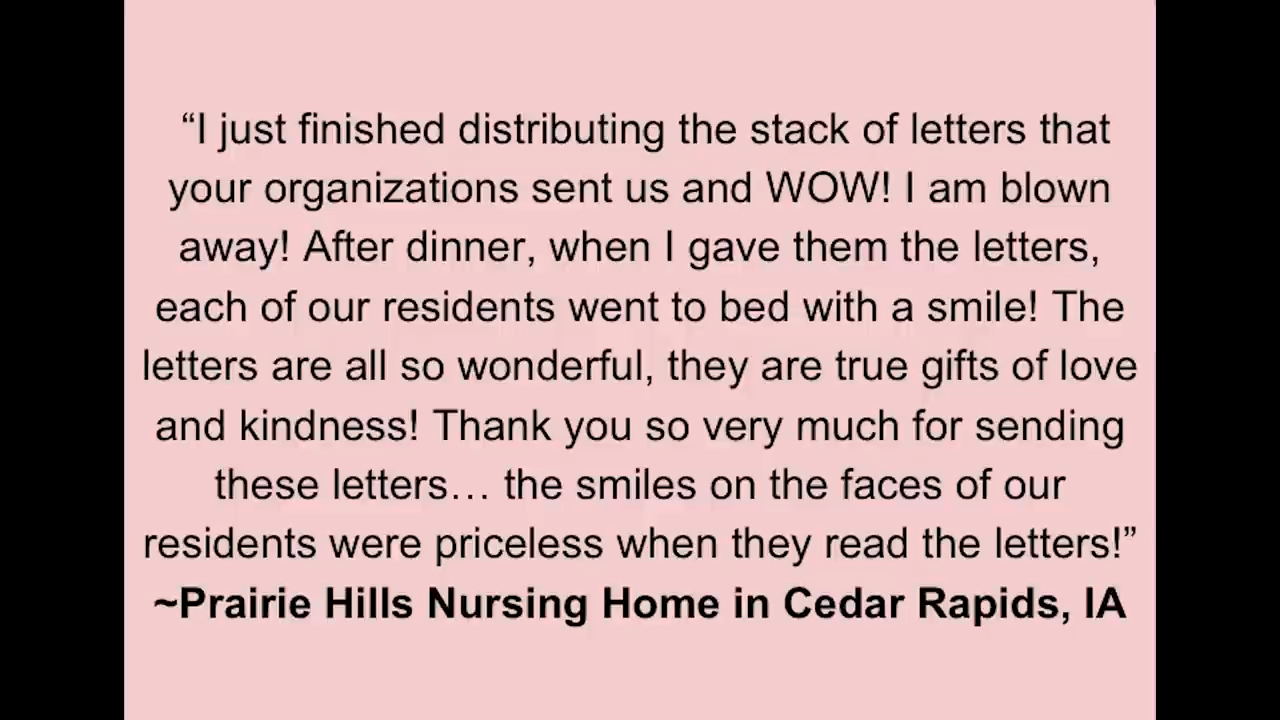 “I just finished distributing the stack of letters that
your organizations sent us and WOW! I am blown
away! After dinner, when I gave them the letters,
each of our residents went to bed with a smile! The
letters are all so wonderful, they are true gifts of love
and kindness! Thank you so very much for sending
these letters… the smiles on the faces of our
residents were priceless when they read the letters!”
~Prairie Hills Nursing Home in Cedar Rapids, IA